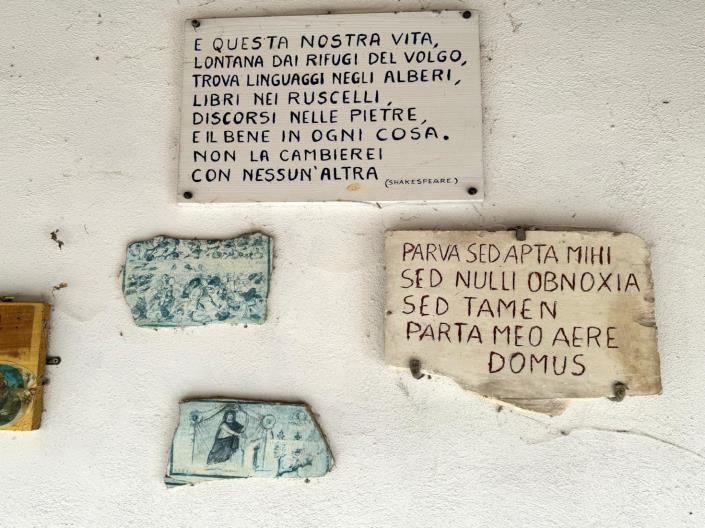 E QUESTA NOSTRA VITA,
LONTANA DAI RIFUGI DEL VOLGO,
TROVA LINGUAGGI NEGLI ALBERI,
LIBRI NEI RUSCELLI,
DISCORSI NELLE PIETRE,
E IL BENE IN OGNI COSA.
NON LA CAMBIEREI
CON NESSUN'ALTRA (SHAKESPEARE)
PARVA SED APTA MIHI
SED NULLI OBNOXIA
SED TAMEN
PARTA MEO AERE
DOMUS